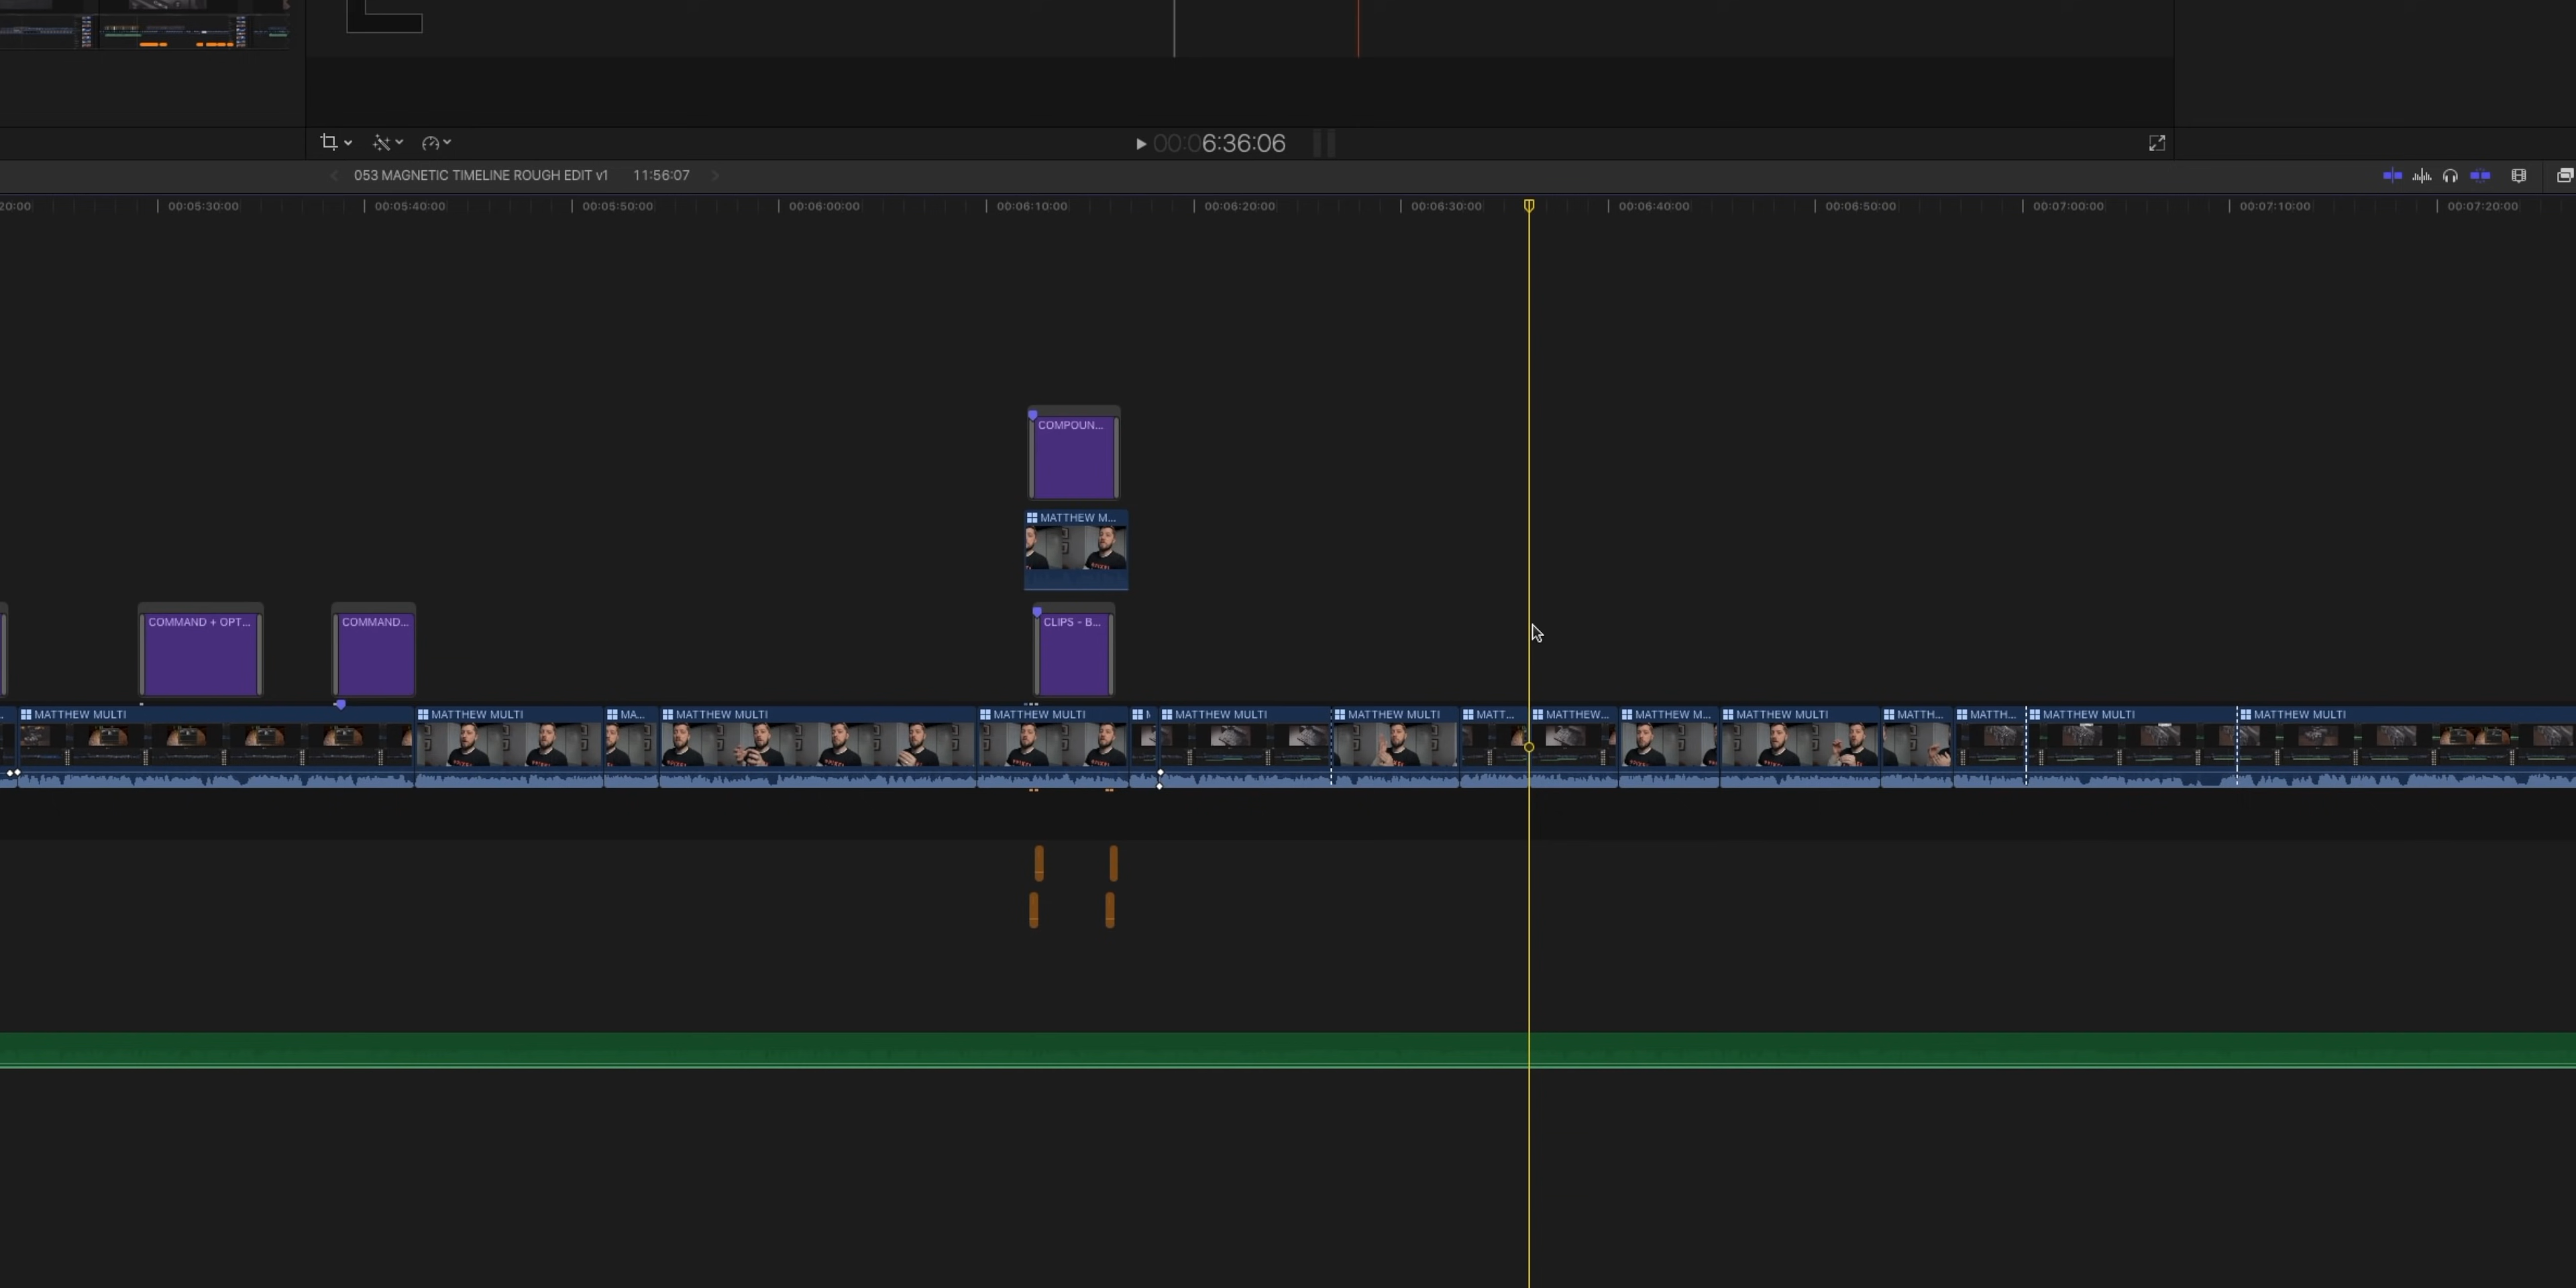 00:06:36:06
053 MAGNETIC TIMELINE ROUGH EDIT v1 11:56:07
20:00 00:05:30:00 00:05:40:00 00:05:50:00 00:06:00:00 00:06:10:00 00:06:20:00 00:06:30:00 00:06:40:00 00:06:50:00 00:07:00:00 00:07:10:00 00:07:20:00
COMPOUN...
MATTHEW M...
COMMAND + OPT... COMMAND... CLIPS - B...
MATTHEW MULTI MATTHEW MULTI MA... MATTHEW MULTI MATTHEW MULTI MATTHEW MULTI MATTHEW MULTI MATT... MATTHEW... MATTHEW M... MATTHEW MULTI MATTH... MATTH... MATTHEW MULTI MATTHEW MULTI